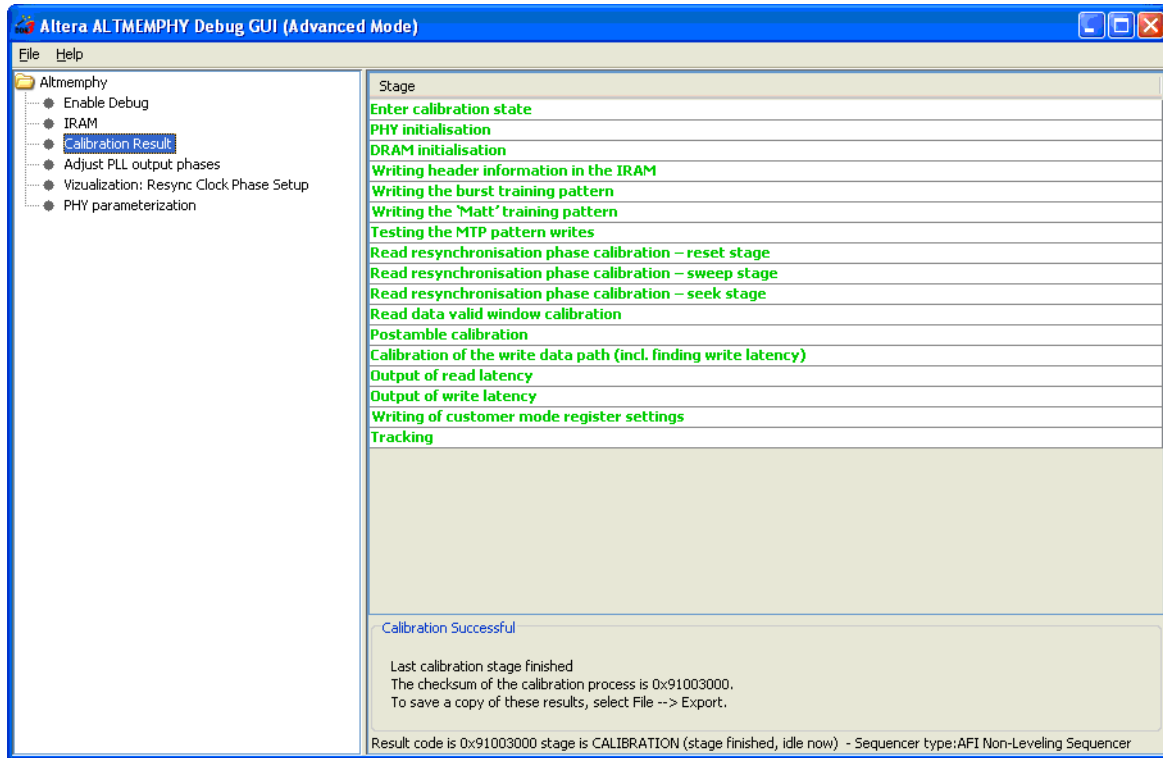 Altera ALTMEMPHY Debug GUI (Advanced Mode)
File Help
Altmemphy
Enable Debug
IRAM
Calibration Result
Adjust PLL output phases
Vizualization: Resync Clock Phase Setup
PHY parameterization
Stage
Enter calibration state
PHY initialisation
DRAM initialisation
Writing header information in the IRAM
Writing the burst training pattern
Writing the ‘Matt’ training pattern
Testing the MTP pattern writes
Read resynchronisation phase calibration – reset stage
Read resynchronisation phase calibration – sweep stage
Read resynchronisation phase calibration – seek stage
Read data valid window calibration
Postamble calibration
Calibration of the write data path (incl. finding write latency)
Output of read latency
Output of write latency
Writing of customer mode register settings
Tracking
Calibration Successful
Last calibration stage finished
The checksum of the calibration process is 0x91003000.
To save a copy of these results, select File --> Export.
Result code is 0x91003000 stage is CALIBRATION (stage finished, idle now) - Sequencer type:AFI Non-Leveling Sequencer